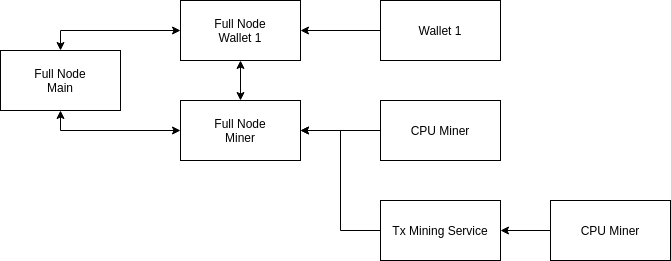 Full Node
Wallet 1
Wallet 1
Full Node
Main
Full Node
Miner
CPU Miner
Tx Mining Service
CPU Miner